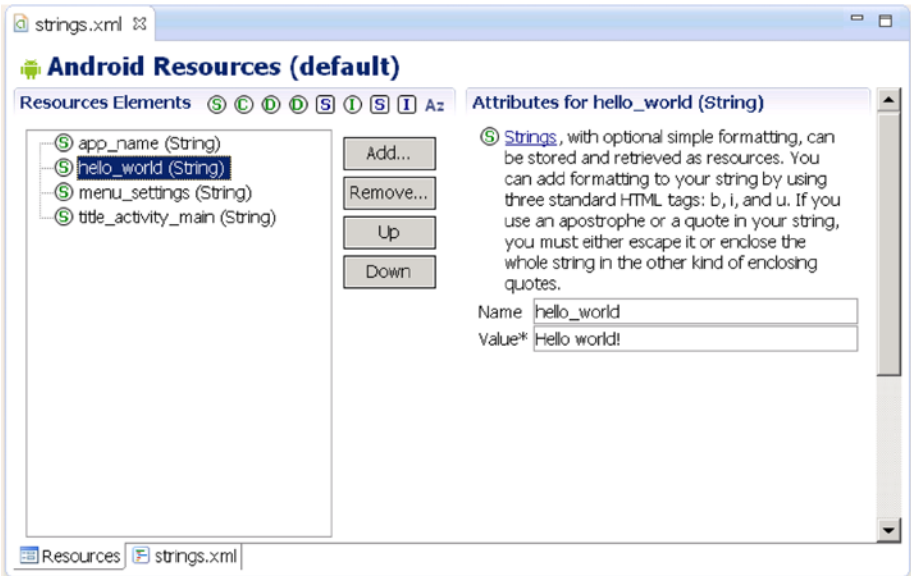 strings.xml
Android Resources (default)
Resources Elements S C D D S I S I Az
S app_name (String)
S hello_world (String)
S menu_settings (String)
S title_activity_main (String)
Add...
Remove...
Up
Down
Attributes for hello_world (String)
S Strings, with optional simple formatting, can
be stored and retrieved as resources. You
can add formatting to your string by using
three standard HTML tags: b, i, and u. If you
use an apostrophe or a quote in your string,
you must either escape it or enclose the
whole string in the other kind of enclosing
quotes.
Name hello_world
Value* Hello world!
Resources strings.xml